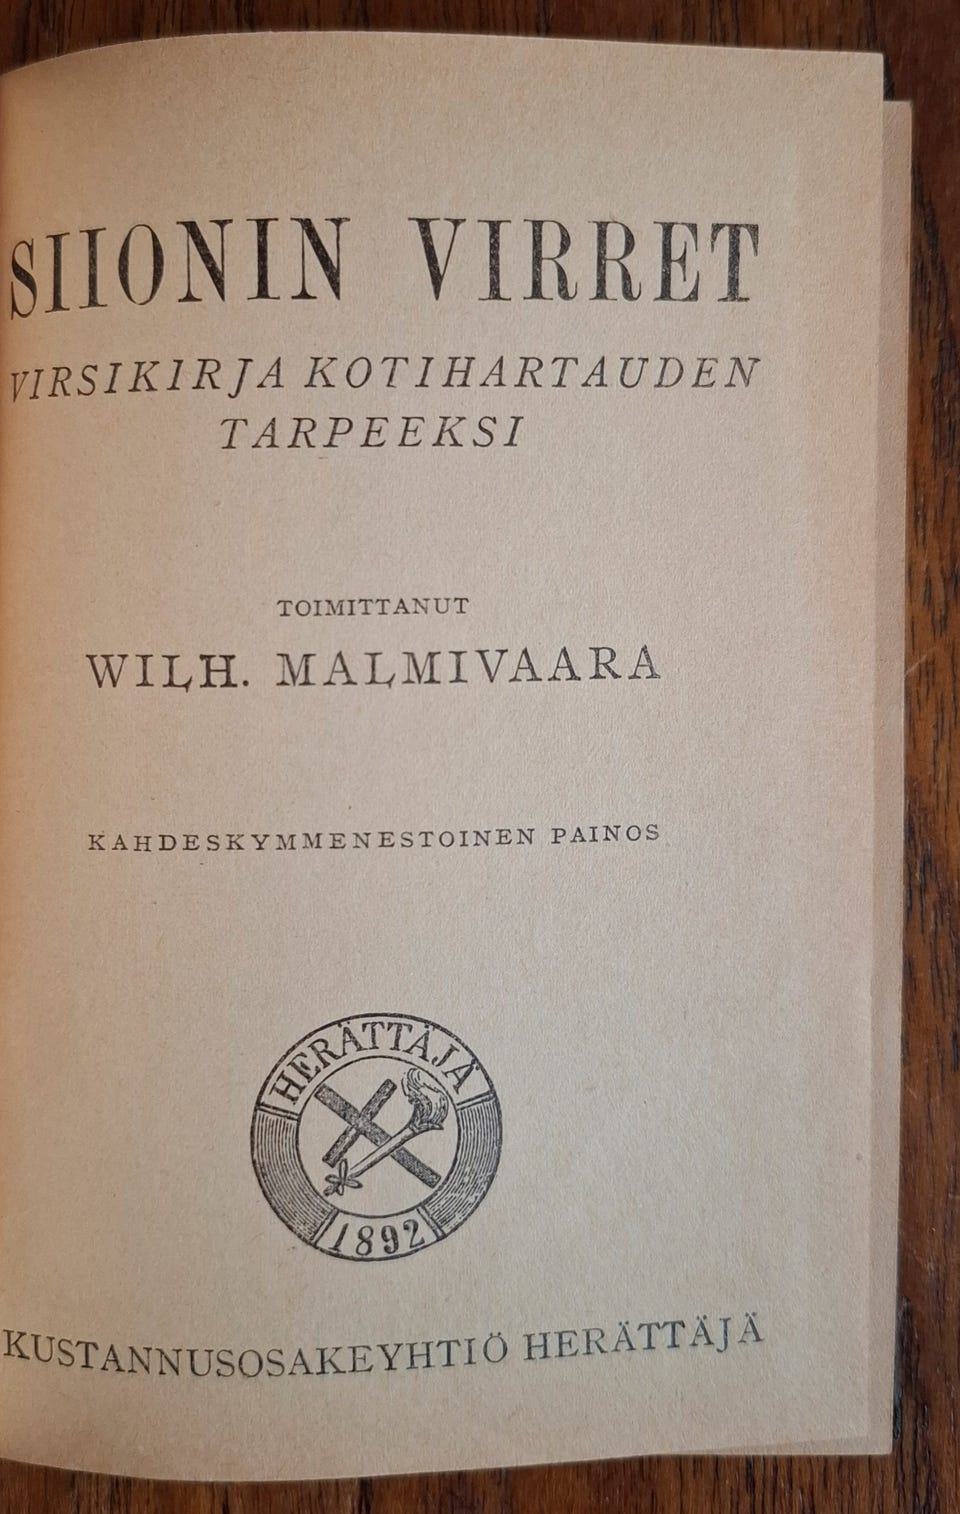 SIIONIN VIRRET
VIRSIKIRJA KOTIHARTAUDEN
TARPEEKSI
TOIMITTANUT
WILH. MALMIVAARA
KAHDESKYMMENESTOINEN PAINOS
HERÄTTÄJÄ
1892
KUSTANNUSOSAKEYHTIÖ HERÄTTÄJÄ